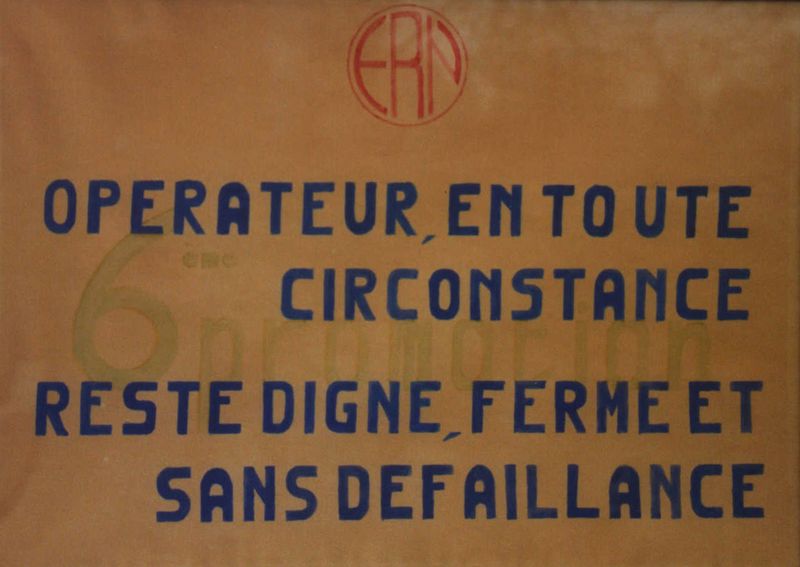 ERN
OPERATEUR, EN TOUTE
CIRCONSTANCE
6ème
promotion
RESTE DIGNE, FERME ET
SANS DEFAILLANCE